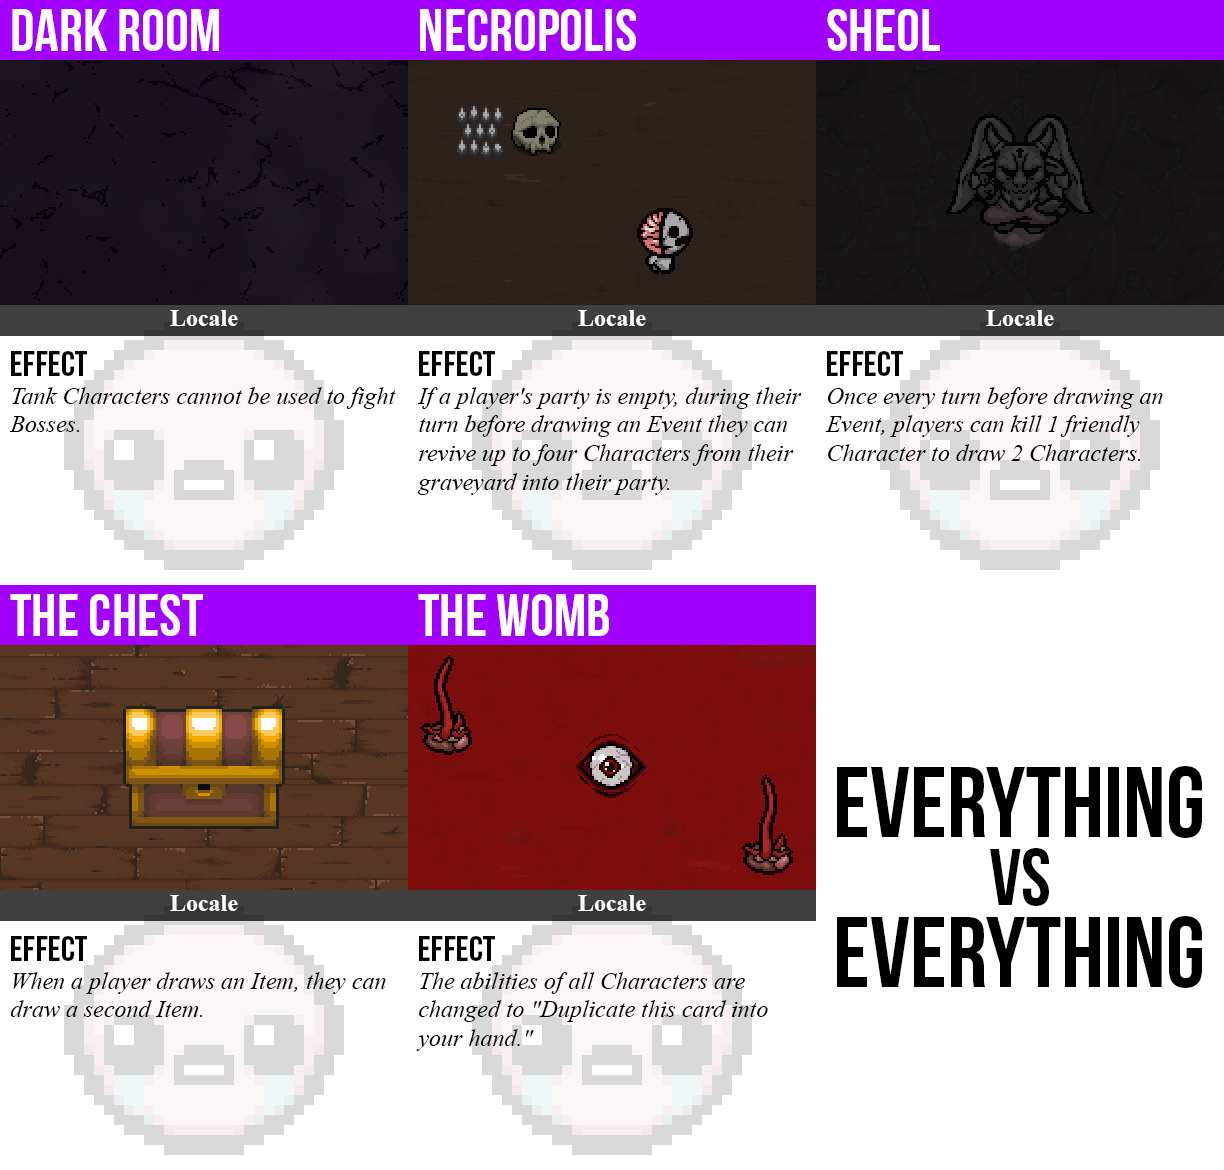 DARK ROOM
Locale
EFFECT
Tank Characters cannot be used to fight
Bosses.
NECROPOLIS
Locale
EFFECT
If a player's party is empty, during their
turn before drawing an Event they can
revive up to four Characters from their
graveyard into their party.
SHEOL
Locale
EFFECT
Once every turn before drawing an
Event, players can kill 1 friendly
Character to draw 2 Characters.
THE CHEST
Locale
EFFECT
When a player draws an Item, they can
draw a second Item.
THE WOMB
Locale
EFFECT
The abilities of all Characters are
changed to "Duplicate this card into
your hand."
EVERYTHING
VS
EVERYTHING